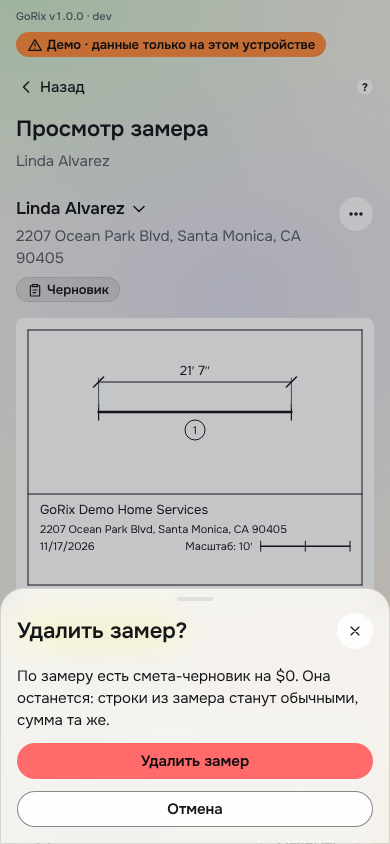 GoRix v1.0.0 · dev
Демо · данные только на этом устройстве
Назад
?
Просмотр замера
Linda Alvarez
Linda Alvarez
2207 Ocean Park Blvd, Santa Monica, CA
90405
Черновик
21' 7"
1
GoRix Demo Home Services
2207 Ocean Park Blvd, Santa Monica, CA 90405
11/17/2026 Масштаб: 10'
Удалить замер?
По замеру есть смета-черновик на $0. Она
останется: строки из замера станут обычными,
сумма та же.
Удалить замер
Отмена